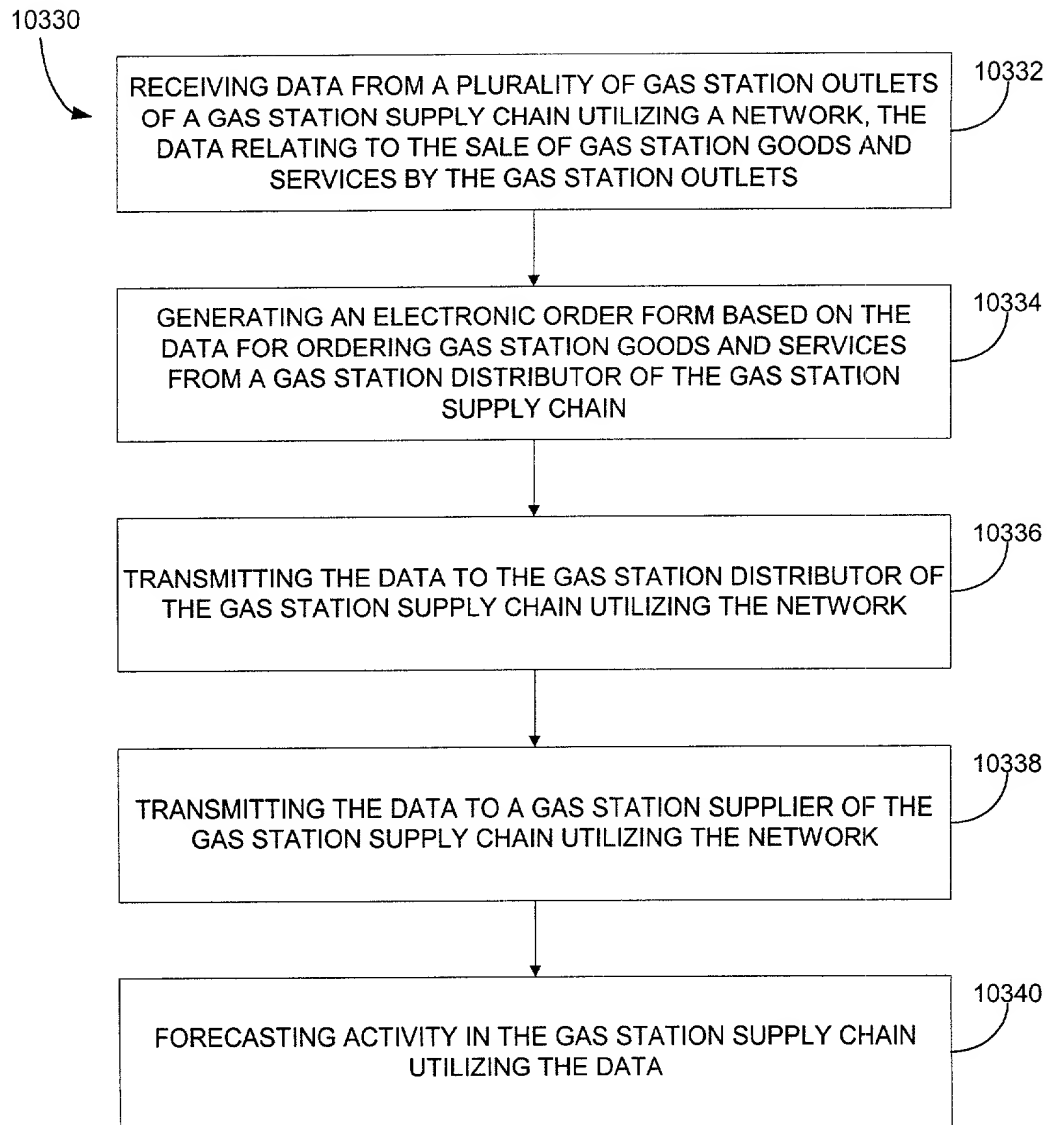 10330
RECEIVING DATA FROM A PLURALITY OF GAS STATION OUTLETS
OF A GAS STATION SUPPLY CHAIN UTILIZING A NETWORK, THE
DATA RELATING TO THE SALE OF GAS STATION GOODS AND
SERVICES BY THE GAS STATION OUTLETS
10332
GENERATING AN ELECTRONIC ORDER FORM BASED ON THE
DATA FOR ORDERING GAS STATION GOODS AND SERVICES
FROM A GAS STATION DISTRIBUTOR OF THE GAS STATION
SUPPLY CHAIN
10334
TRANSMITTING THE DATA TO THE GAS STATION DISTRIBUTOR OF
THE GAS STATION SUPPLY CHAIN UTILIZING THE NETWORK
10336
TRANSMITTING THE DATA TO A GAS STATION SUPPLIER OF THE
GAS STATION SUPPLY CHAIN UTILIZING THE NETWORK
10338
FORECASTING ACTIVITY IN THE GAS STATION SUPPLY CHAIN
UTILIZING THE DATA
10340